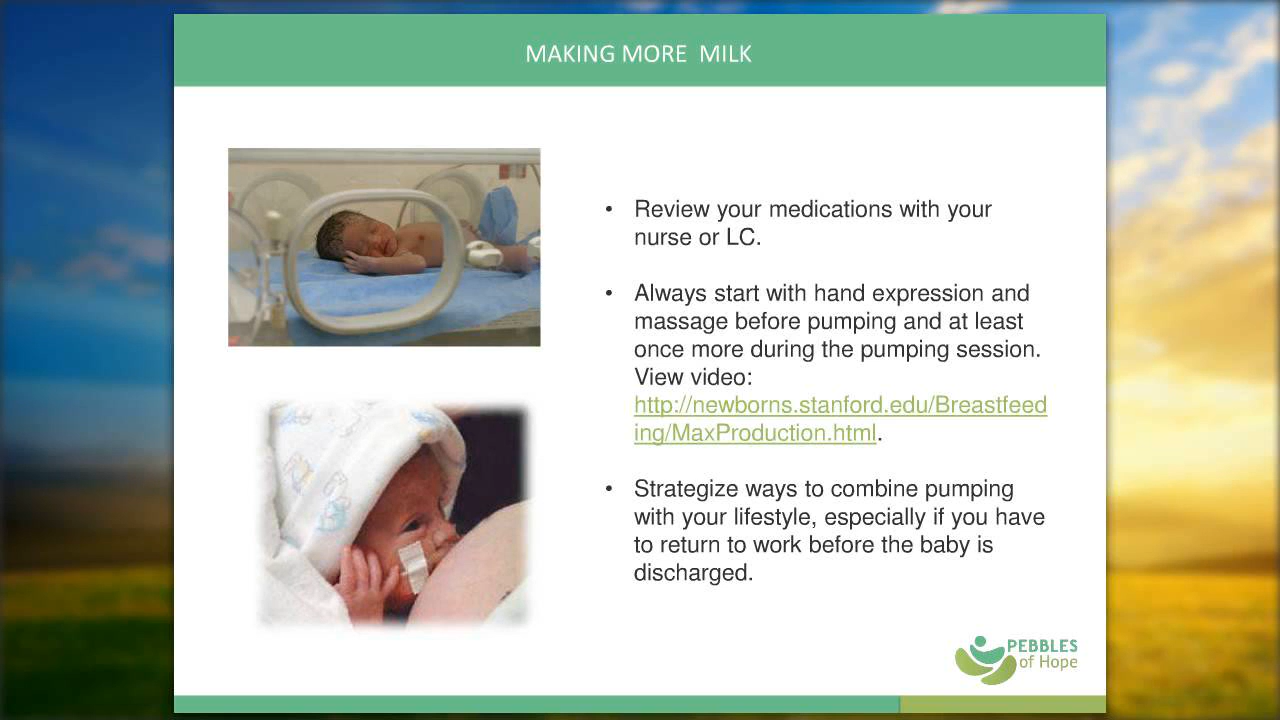 MAKING MORE MILK
• Review your medications with your
nurse or LC.
• Always start with hand expression and
massage before pumping and at least
once more during the pumping session.
View video:
http://newborns.stanford.edu/Breastfeed
ing/MaxProduction.html.
• Strategize ways to combine pumping
with your lifestyle, especially if you have
to return to work before the baby is
discharged.
PEBBLES
of Hope